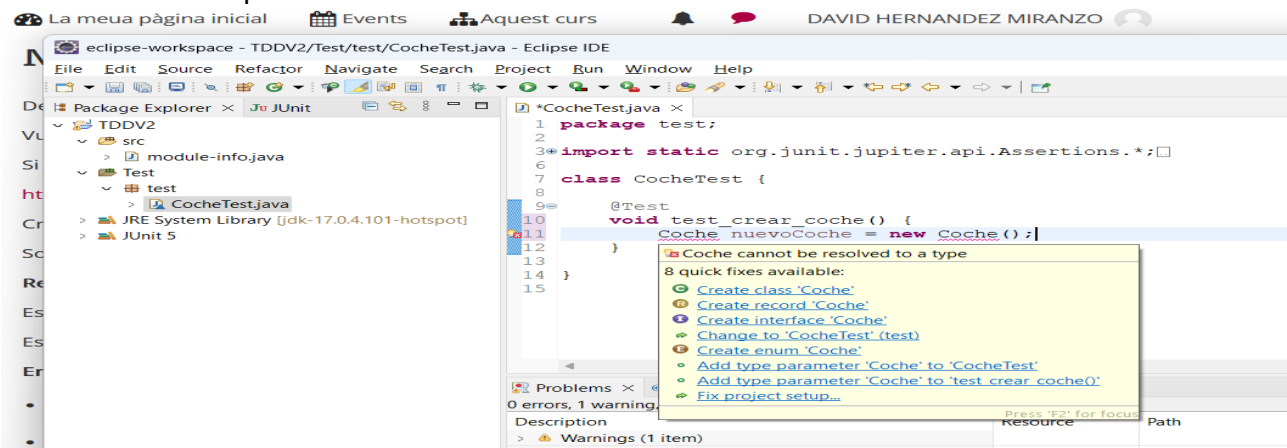 La meua pàgina inicial Events Aquest curs DAVID HERNANDEZ MIRANZO
eclipse-workspace - TDDV2/Test/test/CocheTest.java - Eclipse IDE
File Edit Source Refactor Navigate Search Project Run Window Help
Package Explorer × JUnit
TDDV2
src
module-info.java
Test
test
CocheTest.java
JRE System Library [jdk-17.0.4.101-hotspot]
JUnit 5
*CocheTest.java ×
1 package test;
2
3 import static org.junit.jupiter.api.Assertions.*;
6
7 class CocheTest {
8
9 @Test
10 void test_crear_coche() {
11 Coche nuevoCoche = new Coche();
12 }
13
14 }
15
Coche cannot be resolved to a type
8 quick fixes available:
Create class 'Coche'
Create record 'Coche'
Create interface 'Coche'
Change to 'CocheTest' (test)
Create enum 'Coche'
Add type parameter 'Coche' to 'CocheTest'
Add type parameter 'Coche' to 'test_crear_coche()'
Fix project setup...
Press 'F2' for focus
Problems ×
0 errors, 1 warning,
Description Resource Path
Warnings (1 item)